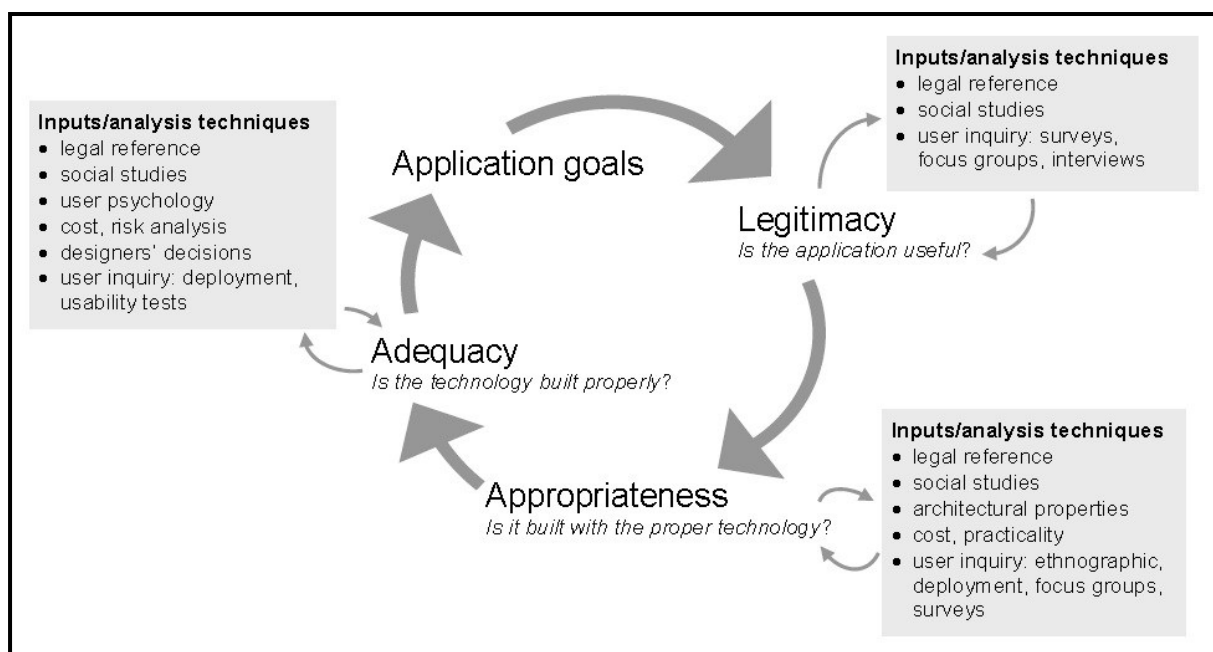 Application goals
Inputs/analysis techniques
• legal reference
• social studies
• user inquiry: surveys,
focus groups, interviews
Legitimacy
Is the application useful?
Inputs/analysis techniques
• legal reference
• social studies
• architectural properties
• cost, practicality
• user inquiry: ethnographic,
deployment, focus groups,
surveys
Appropriateness
Is it built with the proper technology?
Inputs/analysis techniques
• legal reference
• social studies
• user psychology
• cost, risk analysis
• designers' decisions
• user inquiry: deployment,
usability tests
Adequacy
Is the technology built properly?